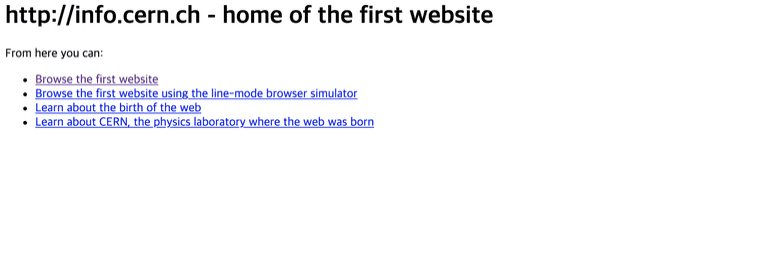 http://info.cern.ch - home of the first website
From here you can:
Browse the first website
Browse the first website using the line-mode browser simulator
Learn about the birth of the web
Learn about CERN, the physics laboratory where the web was born